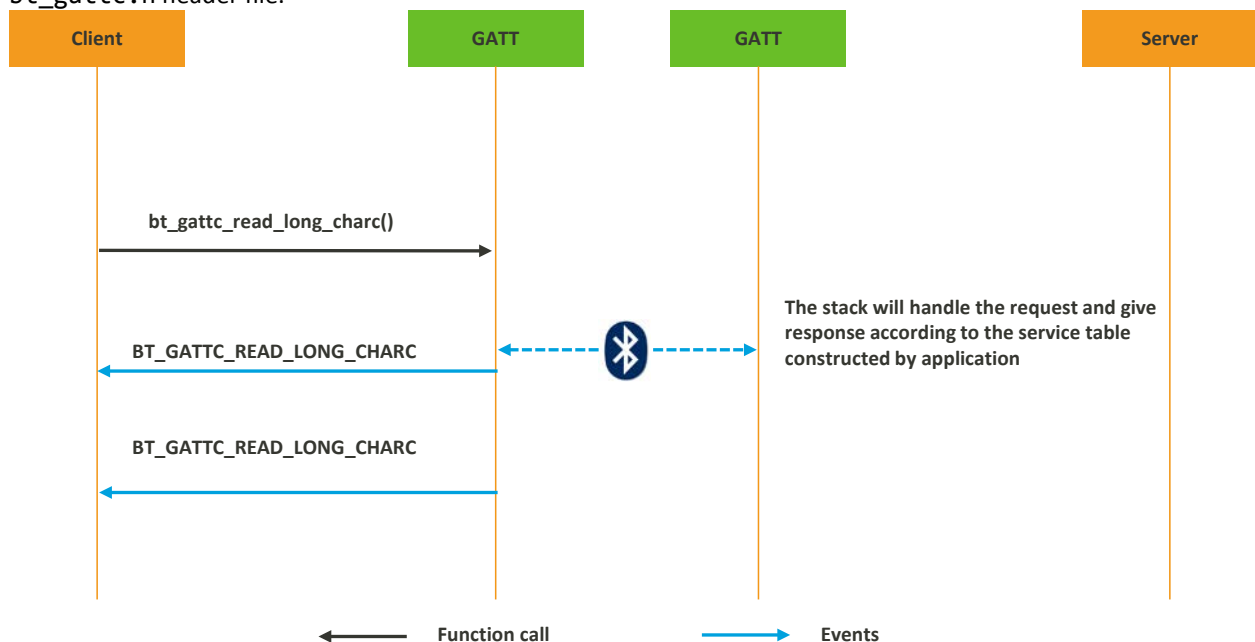 Client
GATT
GATT
Server
bt_gattc_read_long_charc()
The stack will handle the request and give
response according to the service table
constructed by application
BT_GATTC_READ_LONG_CHARC
BT_GATTC_READ_LONG_CHARC
Function call
Events